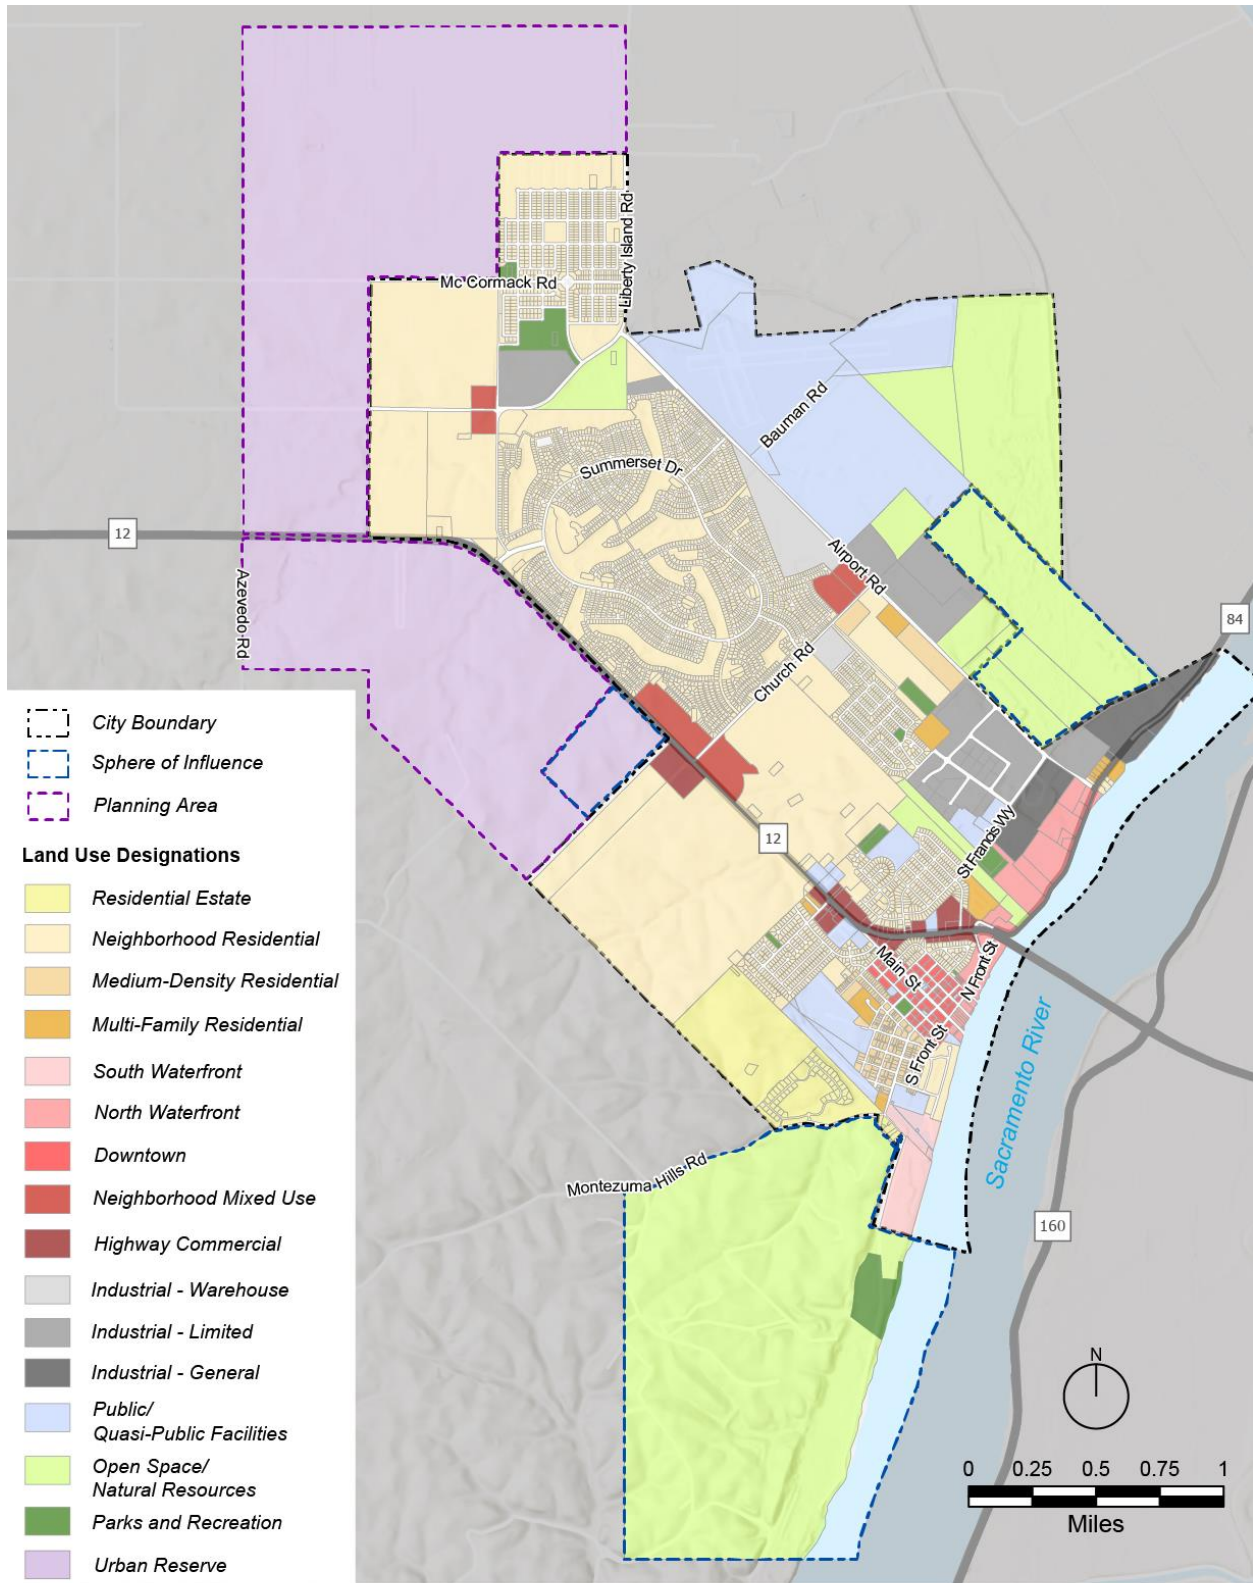 Mc Cormack Rd
Liberty Island Rd
Bauman Rd
Summerset Dr
12
Airport Rd
Azevedo Rd
84
Church Rd
12
St Francis Wy
Main St
N Front St
S Front St
Sacramento River
Montezuma Hills Rd
160
City Boundary
Sphere of Influence
Planning Area
Land Use Designations
Residential Estate
Neighborhood Residential
Medium-Density Residential
Multi-Family Residential
South Waterfront
North Waterfront
Downtown
Neighborhood Mixed Use
Highway Commercial
Industrial - Warehouse
Industrial - Limited
Industrial - General
Public/
Quasi-Public Facilities
Open Space/
Natural Resources
Parks and Recreation
Urban Reserve
N
0 0.25 0.5 0.75 1
Miles